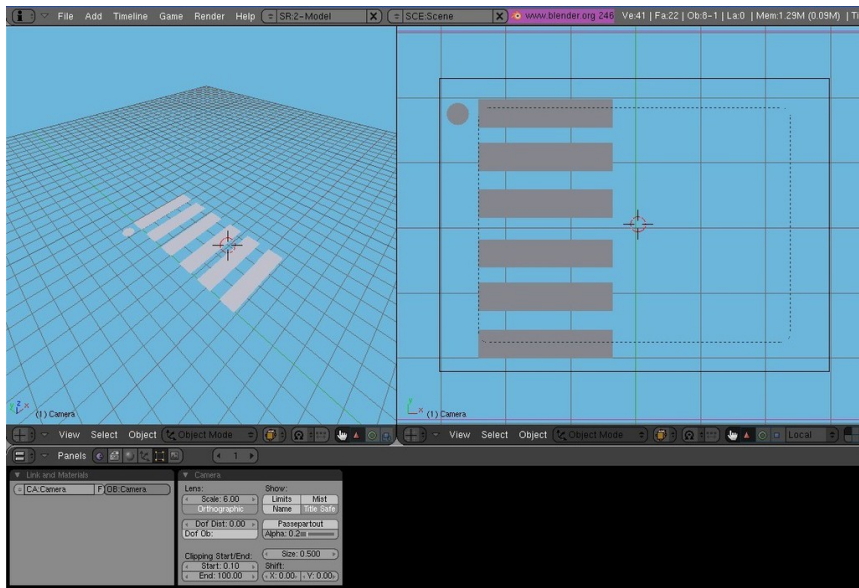 File Add Timeline Game Render Help SR:2-Model X SCE:Scene X www.blender.org 246 Ve:41 | Fa:22 | Ob:8-1 | La:0 | Mem:1.29M (0.09M) | Ti
(1) Camera
(1) Camera
View Select Object Object Mode
View Select Object Object Mode Local
Panels 1
Link and Materials
CA:Camera F OB:Camera
Camera
Lens: Show:
Scale: 6.00 Limits Mist
Orthographic Name Title Safe
Dof Dist: 0.00 Passepartout
Dof Ob: Alpha: 0.2
Clipping Start/End: Size: 0.500
Start: 0.10 Shift:
End: 100.00 X: 0.00 Y: 0.00